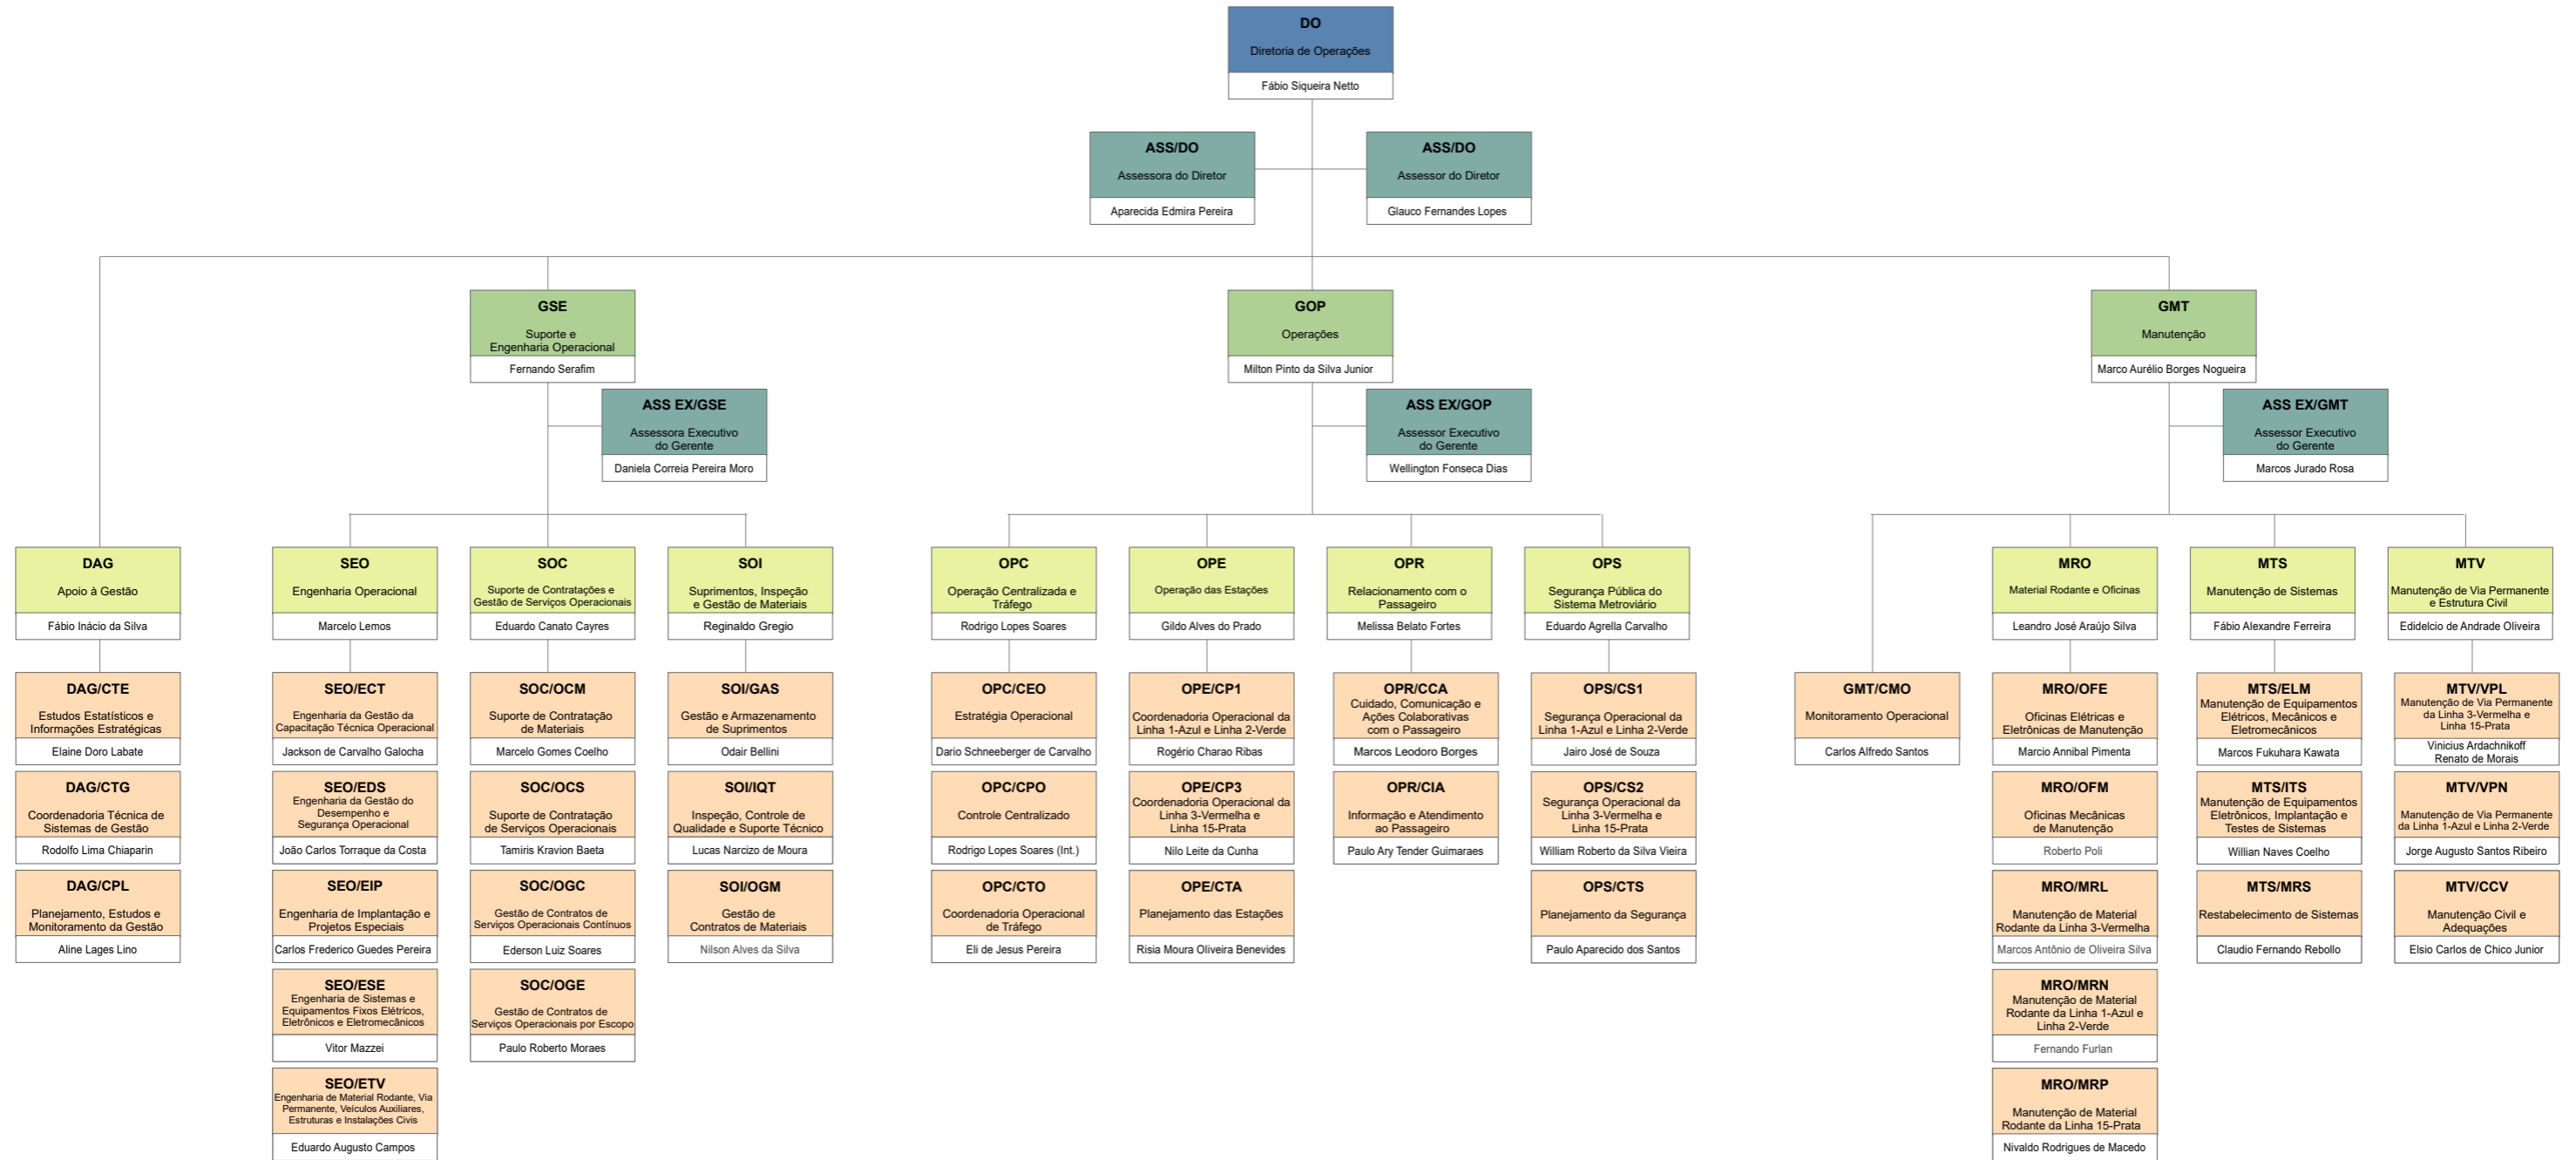 DO
Diretoria de Operações
Fábio Siqueira Netto
ASS/DO
Assessora do Diretor
Aparecida Edmira Pereira
ASS/DO
Assessor do Diretor
Glauco Fernandes Lopes
GSE
Suporte e
Engenharia Operacional
Fernando Serafim
ASS EX/GSE
Assessora Executivo
do Gerente
Daniela Correia Pereira Moro
GOP
Operações
Milton Pinto da Silva Junior
ASS EX/GOP
Assessor Executivo
do Gerente
Wellington Fonseca Dias
GMT
Manutenção
Marco Aurélio Borges Nogueira
ASS EX/GMT
Assessor Executivo
do Gerente
Marcos Jurado Rosa
DAG
Apoio à Gestão
Fábio Inácio da Silva
DAG/CTE
Estudos Estatísticos e
Informações Estratégicas
Elaine Doro Labate
DAG/CTG
Coordenadoria Técnica de
Sistemas de Gestão
Rodolfo Lima Chiaparin
DAG/CPL
Planejamento, Estudos e
Monitoramento da Gestão
Aline Lages Lino
SEO
Engenharia Operacional
Marcelo Lemos
SEO/ECT
Engenharia da Gestão da
Capacitação Técnica Operacional
Jackson de Carvalho Galocha
SEO/EDS
Engenharia da Gestão do
Desempenho e
Segurança Operacional
João Carlos Torraque da Costa
SEO/EIP
Engenharia de Implantação e
Projetos Especiais
Carlos Frederico Guedes Pereira
SEO/ESE
Engenharia de Sistemas e
Equipamentos Fixos Elétricos,
Eletrônicos e Eletromecânicos
Vitor Mazzei
SEO/ETV
Engenharia de Material Rodante, Via
Permanente, Veículos Auxiliares,
Estruturas e Instalações Civis
Eduardo Augusto Campos
SOC
Suporte de Contratações e
Gestão de Serviços Operacionais
Eduardo Canato Cayres
SOC/OCM
Suporte de Contratação
de Materiais
Marcelo Gomes Coelho
SOC/OCS
Suporte de Contratação
de Serviços Operacionais
Tamiris Kravion Baeta
SOC/OGC
Gestão de Contratos de
Serviços Operacionais Contínuos
Ederson Luiz Soares
SOC/OGE
Gestão de Contratos de
Serviços Operacionais por Escopo
Paulo Roberto Moraes
SOI
Suprimentos, Inspeção
e Gestão de Materiais
Reginaldo Gregio
SOI/GAS
Gestão e Armazenamento
de Suprimentos
Odair Bellini
SOI/IQT
Inspeção, Controle de
Qualidade e Suporte Técnico
Lucas Narcizo de Moura
SOI/OGM
Gestão de
Contratos de Materiais
Nilson Alves da Silva
OPC
Operação Centralizada e
Tráfego
Rodrigo Lopes Soares
OPC/CEO
Estratégia Operacional
Dario Schneeberger de Carvalho
OPC/CPO
Controle Centralizado
Rodrigo Lopes Soares (Int.)
OPC/CTO
Coordenadoria Operacional
de Tráfego
Eli de Jesus Pereira
OPE
Operação das Estações
Gildo Alves do Prado
OPE/CP1
Coordenadoria Operacional da
Linha 1-Azul e Linha 2-Verde
Rogério Charao Ribas
OPE/CP3
Coordenadoria Operacional da
Linha 3-Vermelha e
Linha 15-Prata
Nilo Leite da Cunha
OPE/CTA
Planejamento das Estações
Risia Moura Oliveira Benevides
OPR
Relacionamento com o
Passageiro
Melissa Belato Fortes
OPR/CCA
Cuidado, Comunicação e
Ações Colaborativas
com o Passageiro
Marcos Leodoro Borges
OPR/CIA
Informação e Atendimento
ao Passageiro
Paulo Ary Tender Guimaraes
OPS
Segurança Pública do
Sistema Metroviário
Eduardo Agrella Carvalho
OPS/CS1
Segurança Operacional da
Linha 1-Azul e Linha 2-Verde
Jairo José de Souza
OPS/CS2
Segurança Operacional da
Linha 3-Vermelha e
Linha 15-Prata
William Roberto da Silva Vieira
OPS/CTS
Planejamento da Segurança
Paulo Aparecido dos Santos
GMT/CMO
Monitoramento Operacional
Carlos Alfredo Santos
MRO
Material Rodante e Oficinas
Leandro José Araújo Silva
MRO/OFE
Oficinas Elétricas e
Eletrônicas de Manutenção
Marcio Annibal Pimenta
MRO/OFM
Oficinas Mecânicas
de Manutenção
Roberto Poli
MRO/MRL
Manutenção de Material
Rodante da Linha 3-Vermelha
Marcos Antônio de Oliveira Silva
MRO/MRN
Manutenção de Material
Rodante da Linha 1-Azul e
Linha 2-Verde
Fernando Furlan
MRO/MRP
Manutenção de Material
Rodante da Linha 15-Prata
Nivaldo Rodrigues de Macedo
MTS
Manutenção de Sistemas
Fábio Alexandre Ferreira
MTS/ELM
Manutenção de Equipamentos
Elétricos, Mecânicos e
Eletromecânicos
Marcos Fukuhara Kawata
MTS/ITS
Manutenção de Equipamentos
Eletrônicos, Implantação e
Testes de Sistemas
Willian Naves Coelho
MTS/MRS
Restabelecimento de Sistemas
Claudio Fernando Rebollo
MTV
Manutenção de Via Permanente
e Estrutura Civil
Edidelcio de Andrade Oliveira
MTV/VPL
Manutenção de Via Permanente
da Linha 3-Vermelha e
Linha 15-Prata
Vinicius Ardachnikoff
Renato de Morais
MTV/VPN
Manutenção de Via Permanente
da Linha 1-Azul e Linha 2-Verde
Jorge Augusto Santos Ribeiro
MTV/CCV
Manutenção Civil e
Adequações
Elsio Carlos de Chico Junior